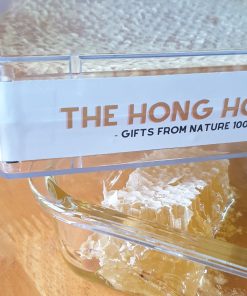 THE HONG HO
- GIFTS FROM NATURE 100